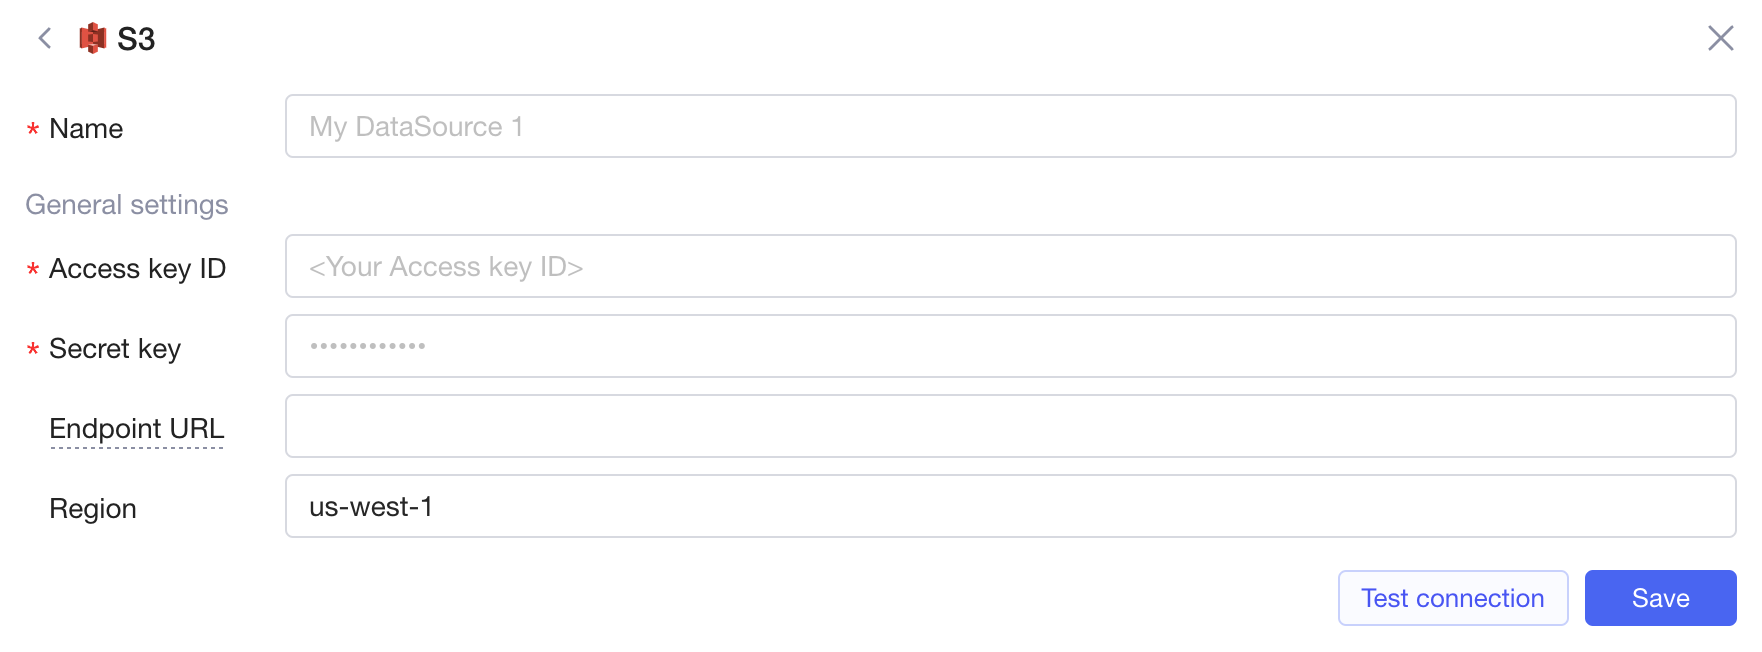 S3
* Name
My DataSource 1
General settings
* Access key ID
<Your Access key ID>
* Secret key
••••••••••••
Endpoint URL
Region
us-west-1
Test connection
Save